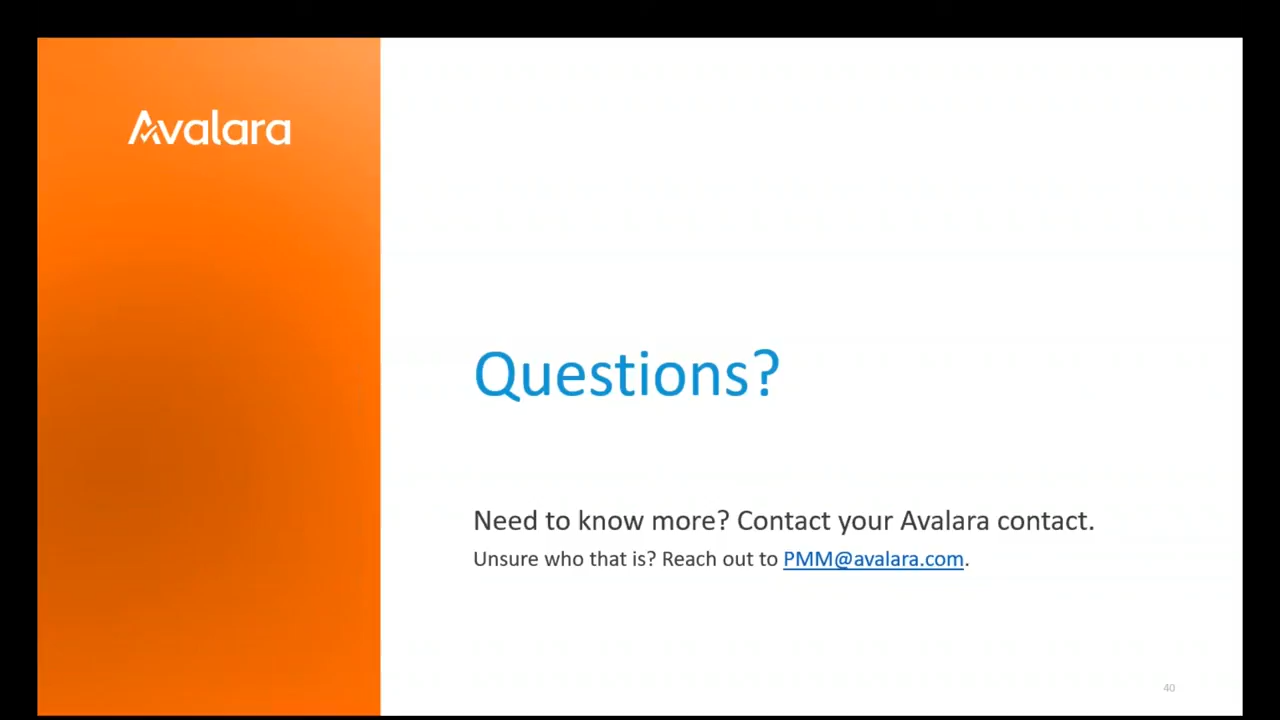 Avalara
Questions?
Need to know more? Contact your Avalara contact.
Unsure who that is? Reach out to PMM@avalara.com.
40